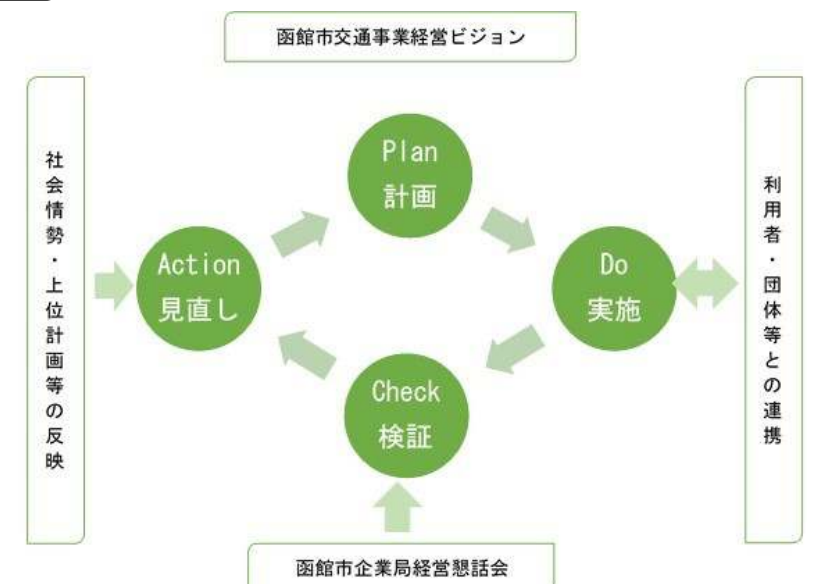 函館市交通事業経営ビジョン
社会情勢・上位計画等の反映
Plan
計画
Action
見直し
Do
実施
Check
検証
利用者・団体等との連携
函館市企業局経営懇話会